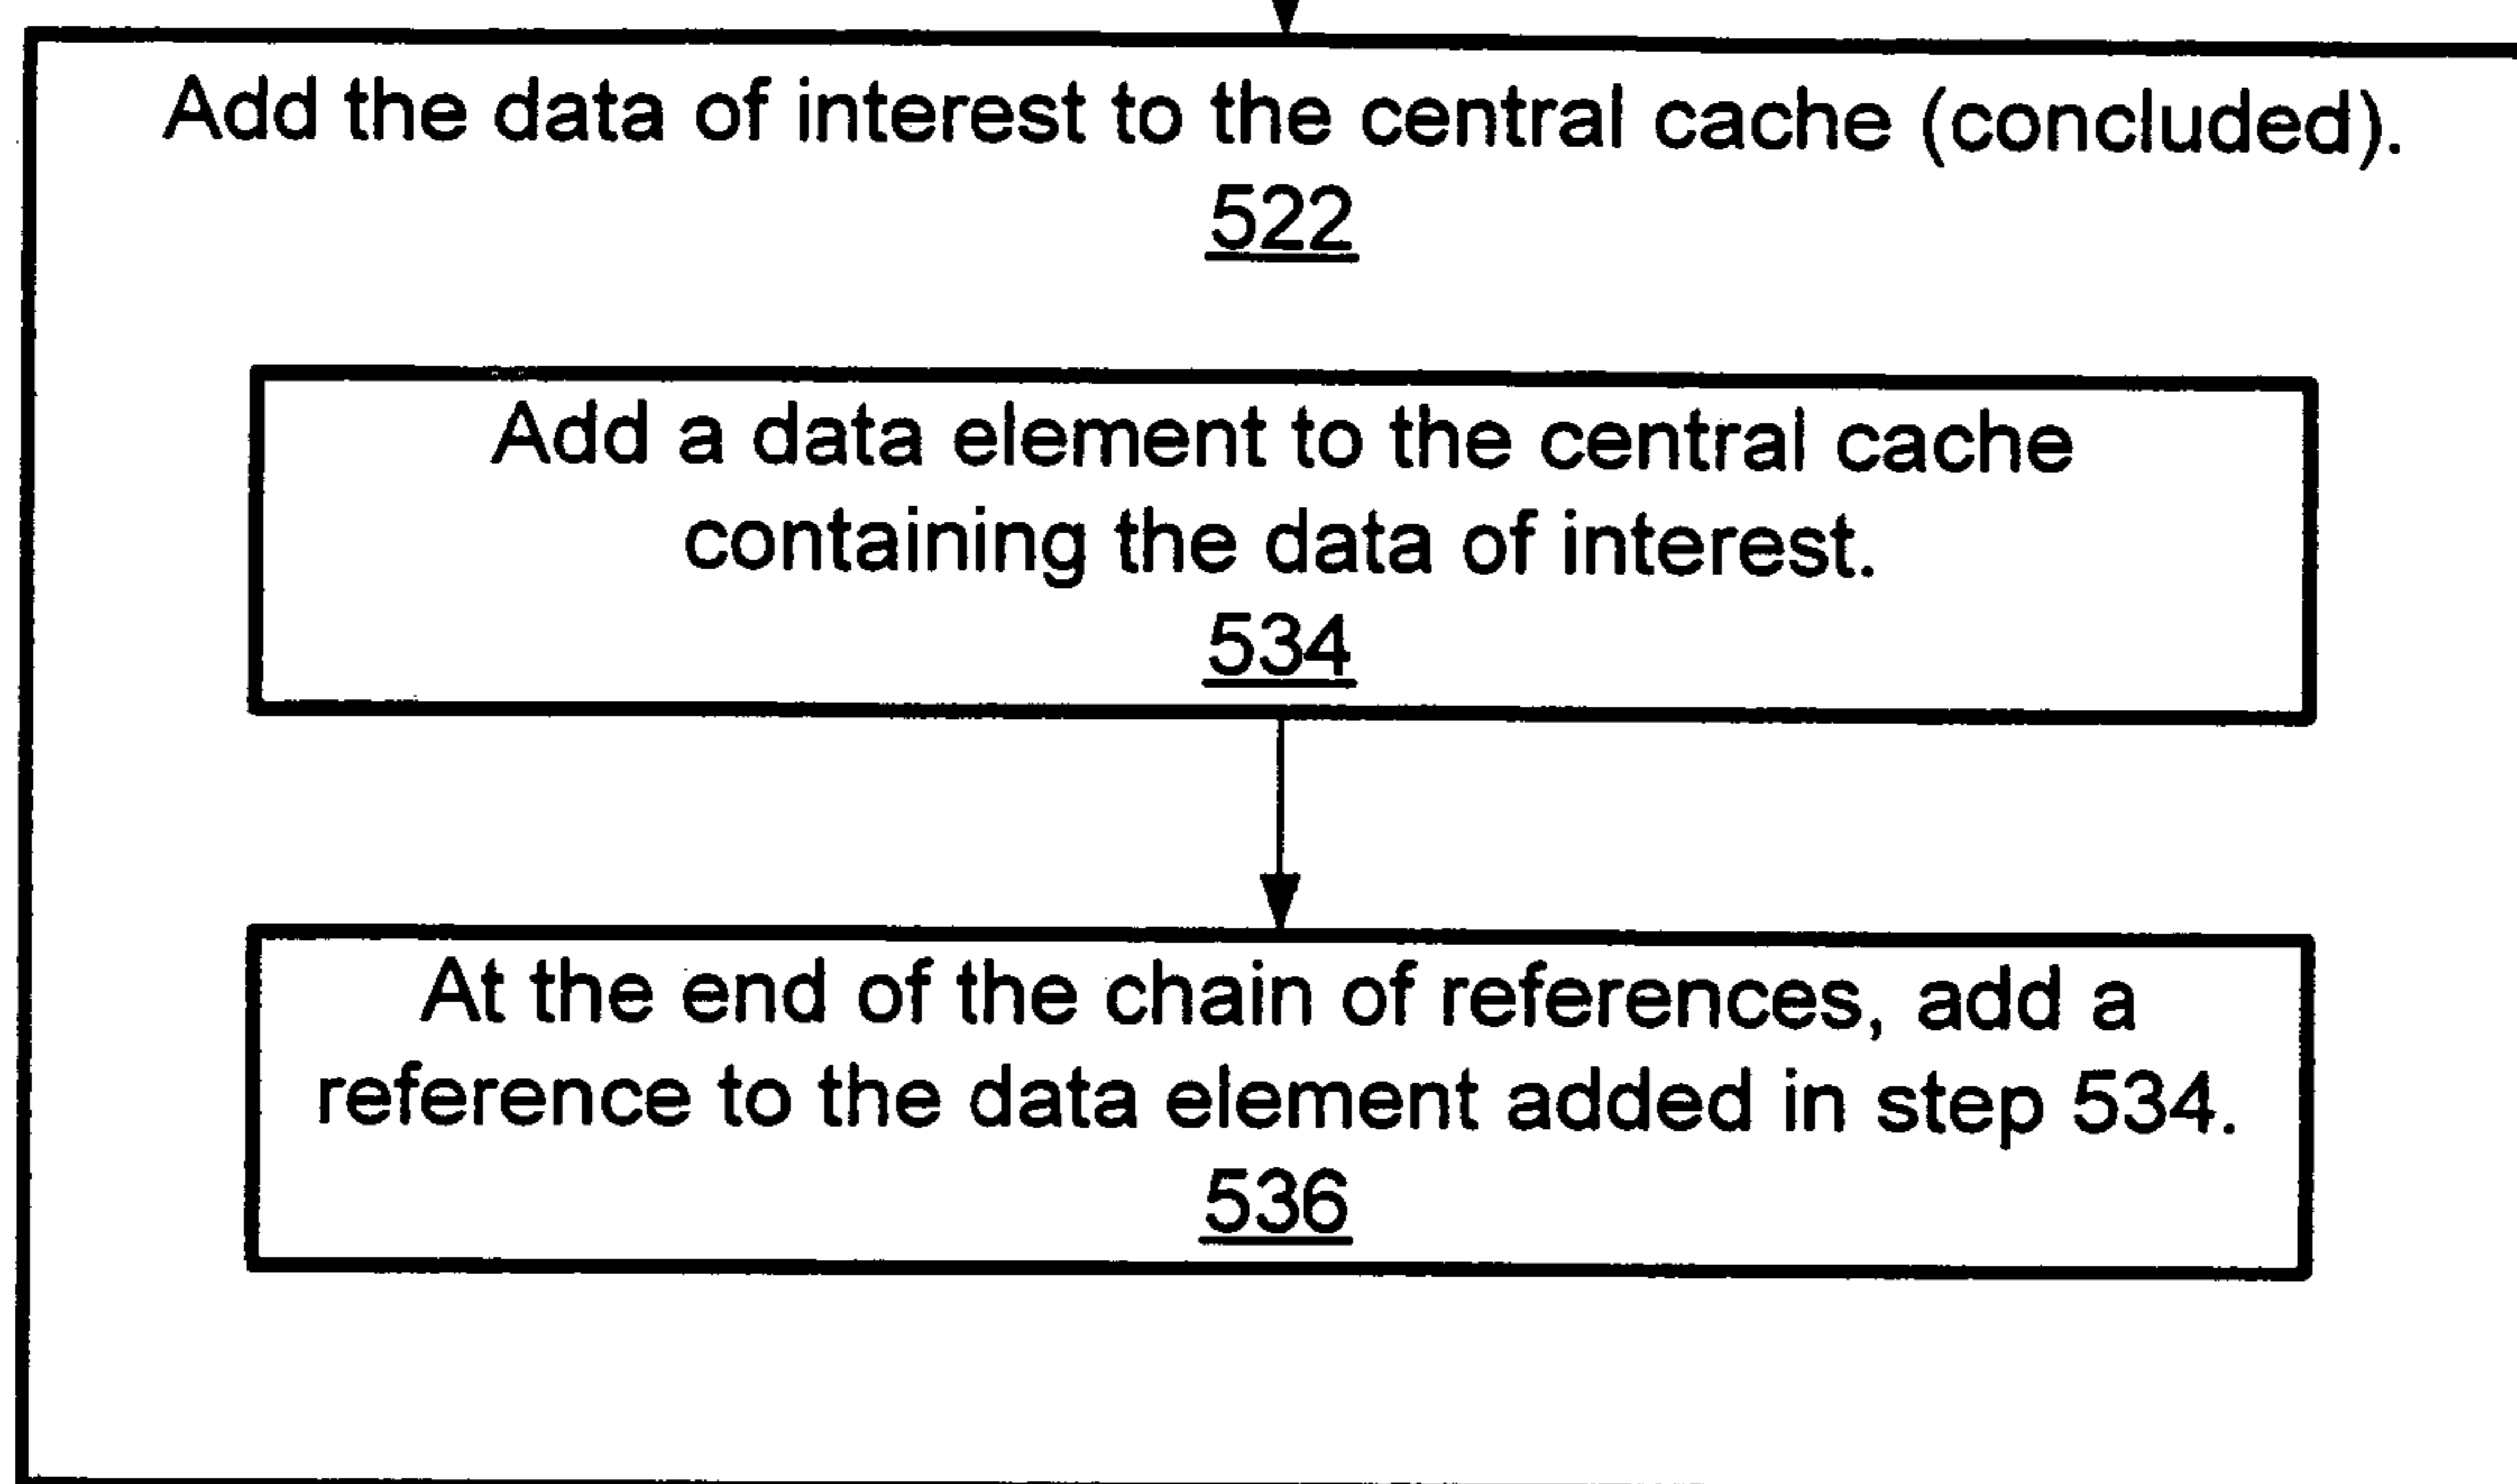 Add the data of interest to the central cache (concluded).
522
Add a data element to the central cache
containing the data of interest.
534
At the end of the chain of references, add a
reference to the data element added in step 534.
536